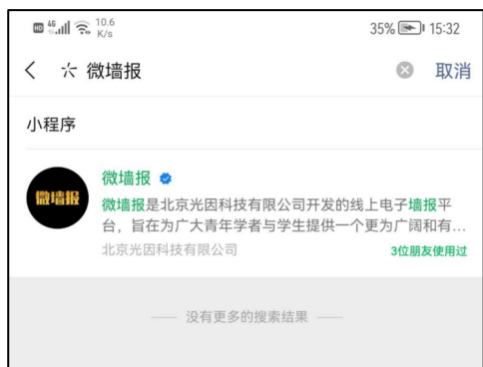 HD 46 10.6 K/s 35% 15:32
微墙报 取消
小程序
微墙报
微墙报
微墙报是北京光因科技有限公司开发的线上电子墙报平
台，旨在为广大青年学者与学生提供一个更为广阔和有...
北京光因科技有限公司 3位朋友使用过
没有更多的搜索结果